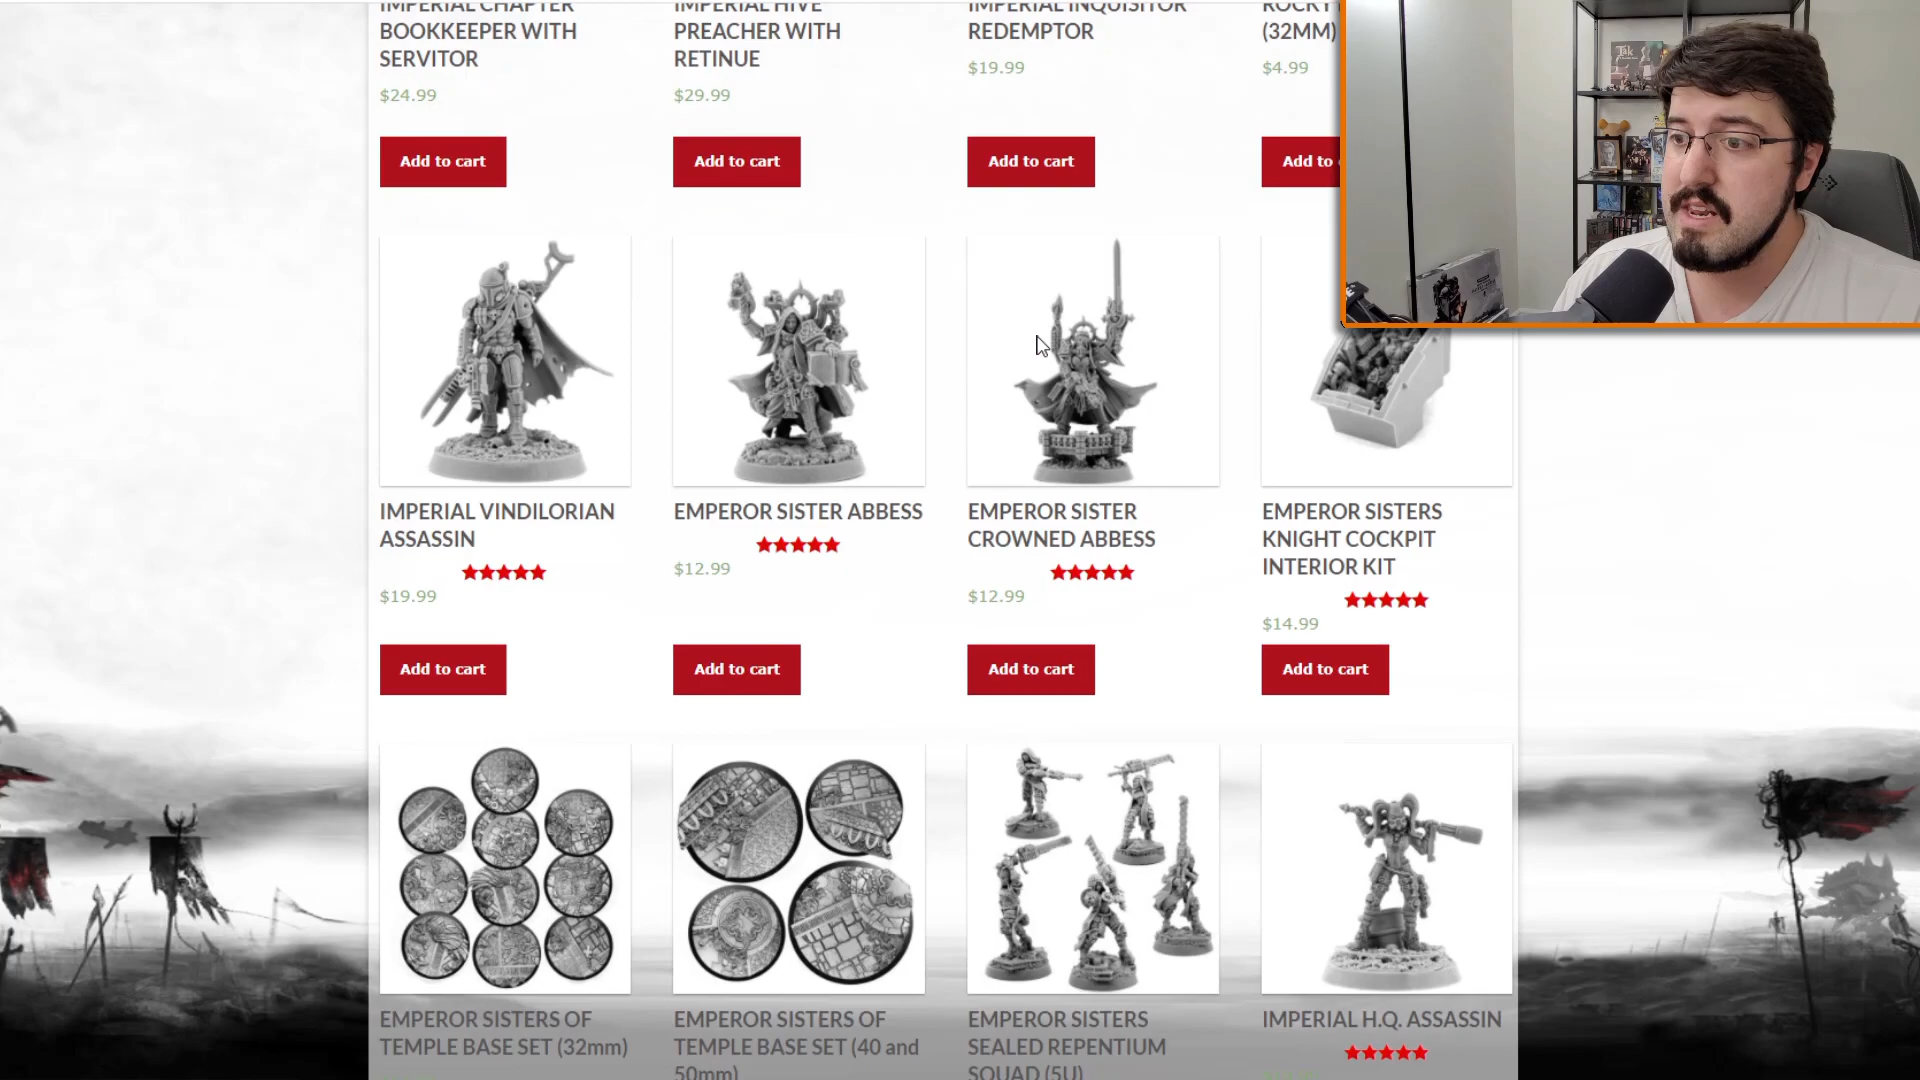 IMPERIAL CHAPTER
BOOKKEEPER WITH
SERVITOR
$24.99
Add to cart
IMPERIAL HIVE
PREACHER WITH
RETINUE
$29.99
Add to cart
IMPERIAL INQUISITOR
REDEMPTOR
$19.99
Add to cart
ROCKY
(32MM)
$4.99
Add to
Tak
IMPERIAL VINDILORIAN
ASSASSIN
$19.99
Add to cart
EMPEROR SISTER ABBESS
$12.99
Add to cart
EMPEROR SISTER
CROWNED ABBESS
$12.99
Add to cart
EMPEROR SISTERS
KNIGHT COCKPIT
INTERIOR KIT
$14.99
Add to cart
EMPEROR SISTERS OF
TEMPLE BASE SET (32mm)
EMPEROR SISTERS OF
TEMPLE BASE SET (40 and
50mm)
EMPEROR SISTERS
SEALED REPENTIUM
SQUAD (5U)
IMPERIAL H.Q. ASSASSIN